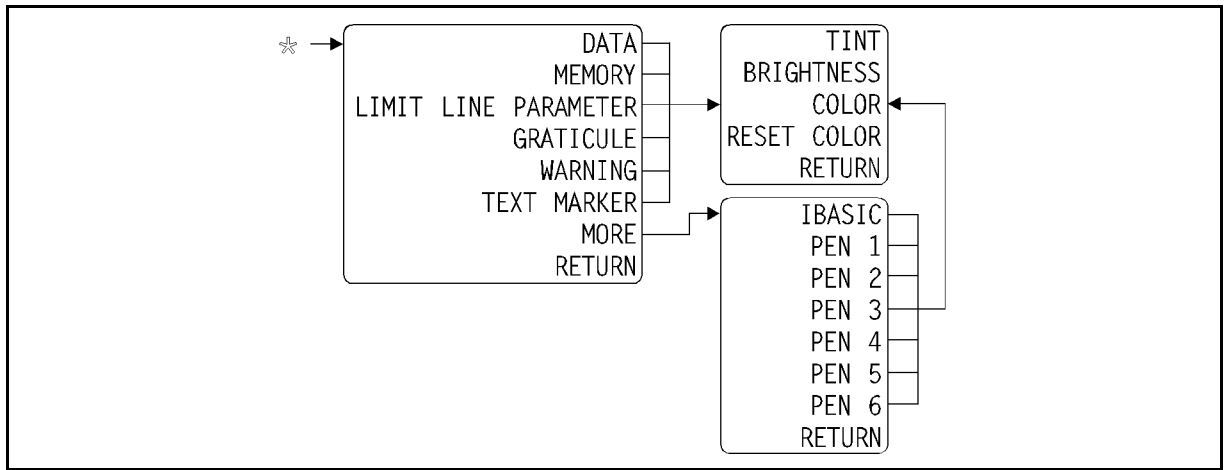 *
DATA
MEMORY
LIMIT LINE PARAMETER
GRATICULE
WARNING
TEXT MARKER
MORE
RETURN
TINT
BRIGHTNESS
COLOR
RESET COLOR
RETURN
IBASIC
PEN 1
PEN 2
PEN 3
PEN 4
PEN 5
PEN 6
RETURN